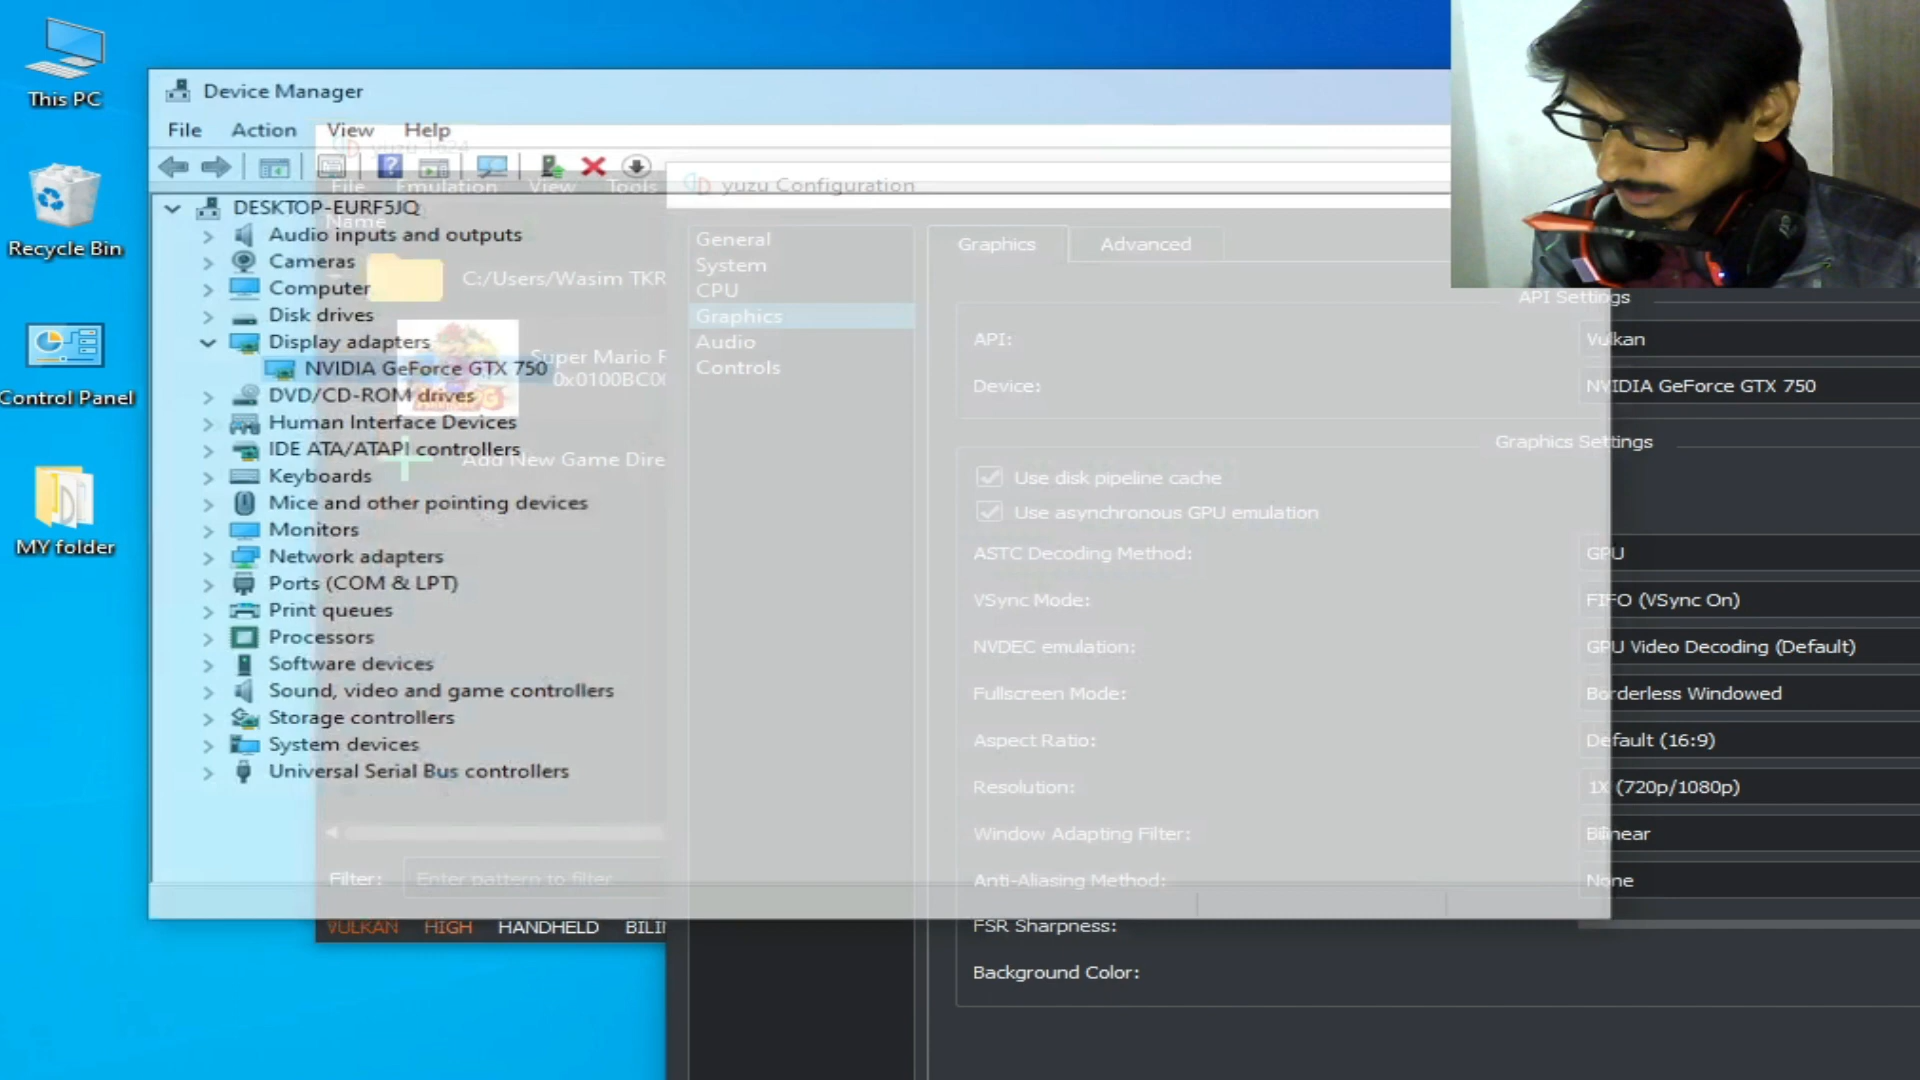 This PC
Recycle Bin
Control Panel
MY folder
Device Manager
File Action View Help
DESKTOP-EURF5JQ
Audio inputs and outputs
Cameras
Computer
Disk drives
Display adapters
NVIDIA GeForce GTX 750
DVD/CD-ROM drives
Human Interface Devices
IDE ATA/ATAPI controllers
Keyboards
Mice and other pointing devices
Monitors
Network adapters
Ports (COM & LPT)
Print queues
Processors
Software devices
Sound, video and game controllers
Storage controllers
System devices
Universal Serial Bus controllers
yuzu 1624
File Emulation View Tools
Name
C:/Users/Wasim TKR
Super Mario
0x0100BC0
Add New Game Dire
Filter: Enter pattern to filter
VULKAN HIGH HANDHELD BILI
yuzu Configuration
General
System
CPU
Graphics
Audio
Controls
Graphics Advanced
API Settings
API: Vulkan
Device: NVIDIA GeForce GTX 750
Graphics Settings
Use disk pipeline cache
Use asynchronous GPU emulation
ASTC Decoding Method: GPU
VSync Mode: FIFO (VSync On)
NVDEC emulation: GPU Video Decoding (Default)
Fullscreen Mode: Borderless Windowed
Aspect Ratio: Default (16:9)
Resolution: 1X (720p/1080p)
Window Adapting Filter: Bilinear
Anti-Aliasing Method: None
FSR Sharpness:
Background Color: